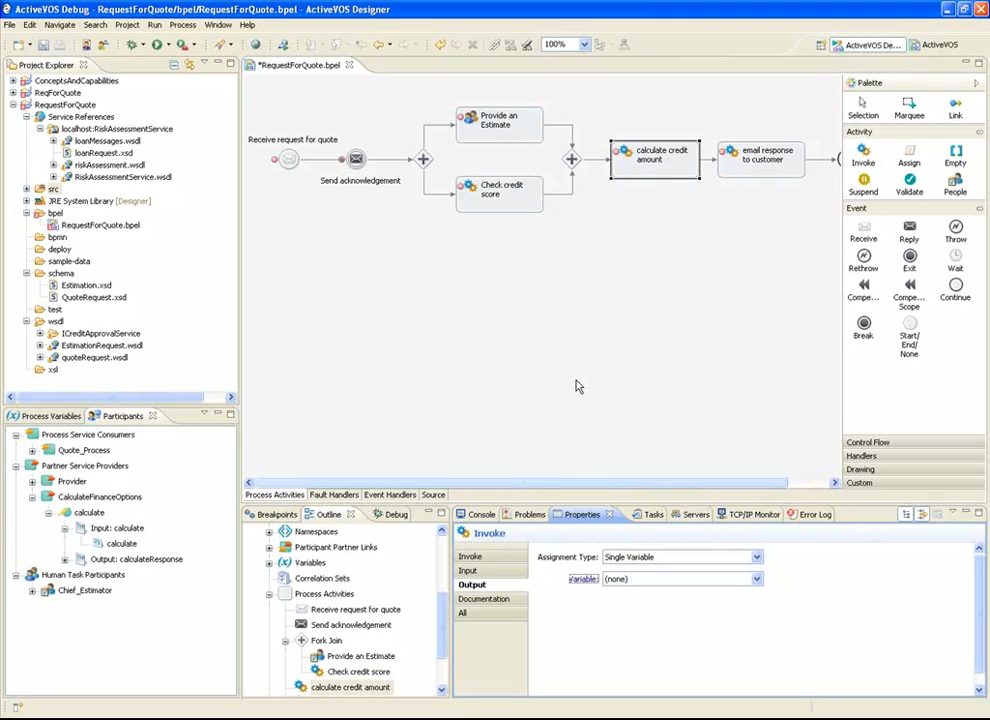 ActiveVOS Debug - RequestForQuote/bpel/RequestForQuote.bpel - ActiveVOS Designer
File Edit Navigate Search Project Run Process Window Help
100%
ActiveVOS De... ActiveVOS
Project Explorer
ConceptsAndCapabilities
ReqForQuote
RequestForQuote
Service References
localhost:RiskAssessmentService
loanMessages.wsdl
loanRequest.xsd
riskAssessment.wsdl
RiskAssessmentService.wsdl
src
JRE System Library [Designer]
bpel
RequestForQuote.bpel
bpmn
deploy
sample-data
schema
Estimation.xsd
QuoteRequest.xsd
test
wsdl
ICreditApprovalService
EstimationRequest.wsdl
quoteRequest.wsdl
xsl
(x) Process Variables Participants
Process Service Consumers
Quote_Process
Partner Service Providers
Provider
CalculateFinanceOptions
calculate
Input: calculate
calculate
Output: calculateResponse
Human Task Participants
Chief_Estimator
*RequestForQuote.bpel
Receive request for quote
Send acknowledgement
Provide an
Estimate
Check credit
score
calculate credit
amount
email response
to customer
Process Activities Fault Handlers Event Handlers Source
Palette
Selection Marquee Link
Activity
Invoke Assign Empty
Suspend Validate People
Event
Receive Reply Throw
Rethrow Exit Wait
Compe... Compe...
Scope
Continue
Break Start/
End/
None
Control Flow
Handlers
Drawing
Custom
Breakpoints Outline Debug
Namespaces
Participant Partner Links
Variables
Correlation Sets
Process Activities
Receive request for quote
Send acknowledgement
Fork Join
Provide an Estimate
Check credit score
calculate credit amount
Console Problems Properties Tasks Servers TCP/IP Monitor Error Log
Invoke
Invoke
Input
Output
Documentation
All
Assignment Type: Single Variable
Variable: (none)